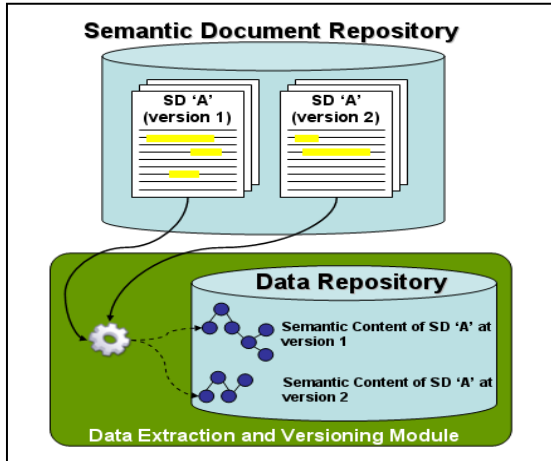 Semantic Document Repository
SD ‘A’
(version 1)
SD ‘A’
(version 2)
Data Repository
Semantic Content of SD ‘A’ at
version 1
Semantic Content of SD ‘A’ at
version 2
Data Extraction and Versioning Module